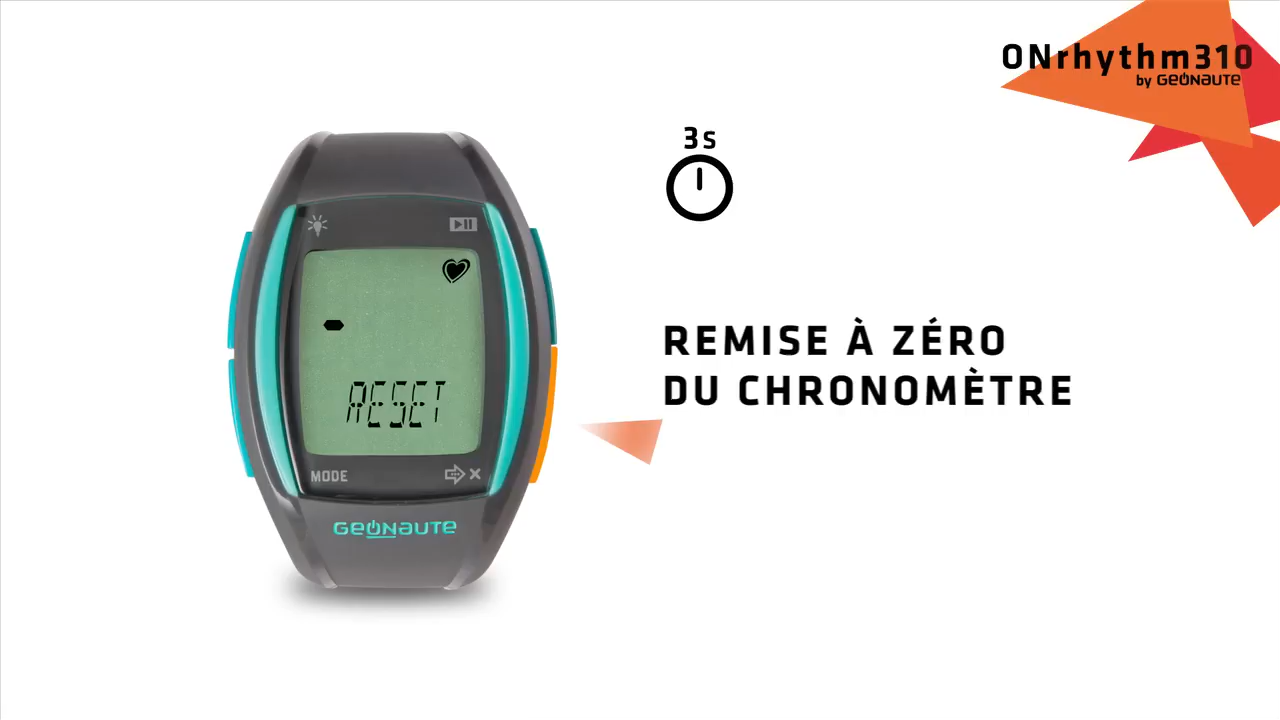 ONrhythm310
by GEONAUTE
3s
REMISE À ZÉRO
DU CHRONOMÈTRE
RESET
MODE
GEONAUTE